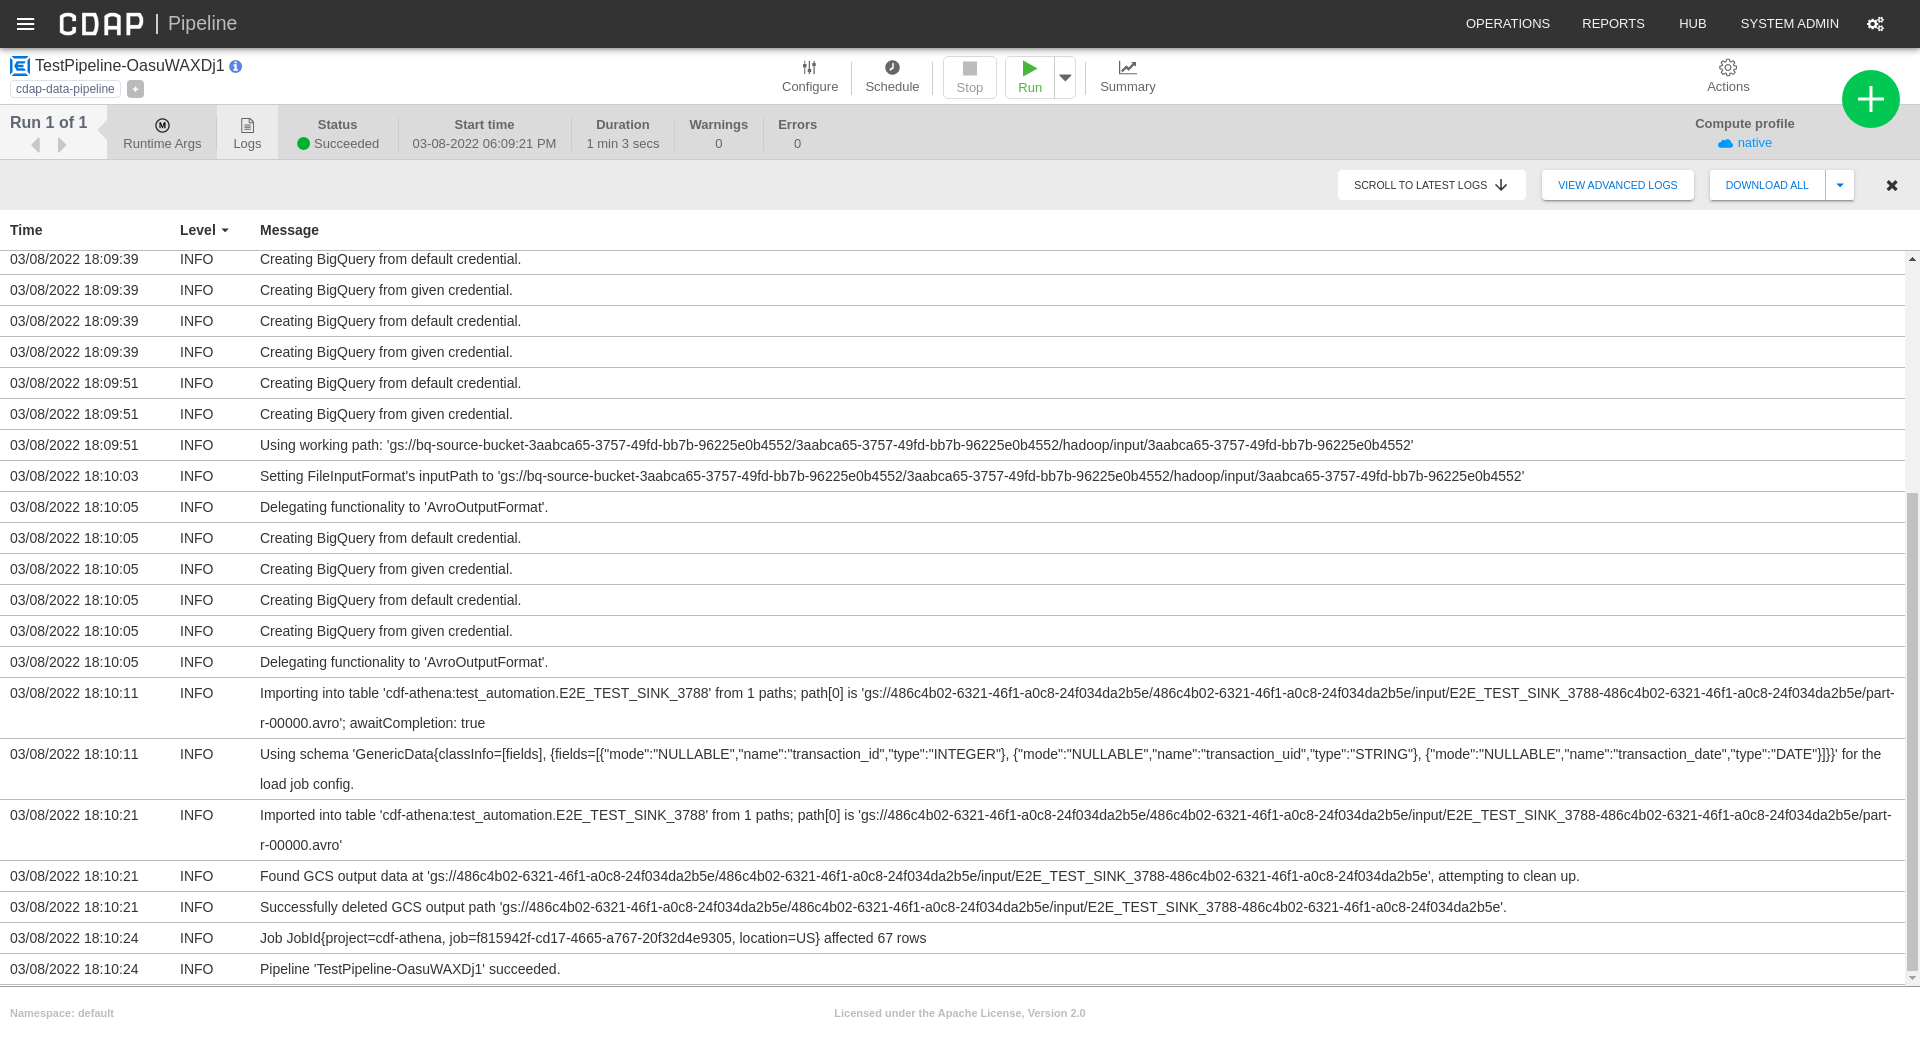 CDAP | Pipeline
OPERATIONS REPORTS HUB SYSTEM ADMIN
TestPipeline-OasuWAXDj1
cdap-data-pipeline +
Configure Schedule Stop Run Summary Actions
Run 1 of 1
Runtime Args Logs
Status Start time Duration Warnings Errors Compute profile
Succeeded 03-08-2022 06:09:21 PM 1 min 3 secs 0 0 native
SCROLL TO LATEST LOGS VIEW ADVANCED LOGS DOWNLOAD ALL
Time Level Message
03/08/2022 18:09:39 INFO Creating BigQuery from default credential.
03/08/2022 18:09:39 INFO Creating BigQuery from given credential.
03/08/2022 18:09:39 INFO Creating BigQuery from default credential.
03/08/2022 18:09:39 INFO Creating BigQuery from given credential.
03/08/2022 18:09:51 INFO Creating BigQuery from default credential.
03/08/2022 18:09:51 INFO Creating BigQuery from given credential.
03/08/2022 18:09:51 INFO Using working path: 'gs://bq-source-bucket-3aabca65-3757-49fd-bb7b-96225e0b4552/3aabca65-3757-49fd-bb7b-96225e0b4552/hadoop/input/3aabca65-3757-49fd-bb7b-96225e0b4552'
03/08/2022 18:10:03 INFO Setting FileInputFormat's inputPath to 'gs://bq-source-bucket-3aabca65-3757-49fd-bb7b-96225e0b4552/3aabca65-3757-49fd-bb7b-96225e0b4552/hadoop/input/3aabca65-3757-49fd-bb7b-96225e0b4552'
03/08/2022 18:10:05 INFO Delegating functionality to 'AvroOutputFormat'.
03/08/2022 18:10:05 INFO Creating BigQuery from default credential.
03/08/2022 18:10:05 INFO Creating BigQuery from given credential.
03/08/2022 18:10:05 INFO Creating BigQuery from default credential.
03/08/2022 18:10:05 INFO Creating BigQuery from given credential.
03/08/2022 18:10:05 INFO Delegating functionality to 'AvroOutputFormat'.
03/08/2022 18:10:11 INFO Importing into table 'cdf-athena:test_automation.E2E_TEST_SINK_3788' from 1 paths; path[0] is 'gs://486c4b02-6321-46f1-a0c8-24f034da2b5e/486c4b02-6321-46f1-a0c8-24f034da2b5e/input/E2E_TEST_SINK_3788-486c4b02-6321-46f1-a0c8-24f034da2b5e/part-
r-00000.avro'; awaitCompletion: true
03/08/2022 18:10:11 INFO Using schema 'GenericData{classInfo=[fields], {fields=[{"mode":"NULLABLE","name":"transaction_id","type":"INTEGER"}, {"mode":"NULLABLE","name":"transaction_uid","type":"STRING"}, {"mode":"NULLABLE","name":"transaction_date","type":"DATE"}]}}' for the
load job config.
03/08/2022 18:10:21 INFO Imported into table 'cdf-athena:test_automation.E2E_TEST_SINK_3788' from 1 paths; path[0] is 'gs://486c4b02-6321-46f1-a0c8-24f034da2b5e/486c4b02-6321-46f1-a0c8-24f034da2b5e/input/E2E_TEST_SINK_3788-486c4b02-6321-46f1-a0c8-24f034da2b5e/part-
r-00000.avro'
03/08/2022 18:10:21 INFO Found GCS output data at 'gs://486c4b02-6321-46f1-a0c8-24f034da2b5e/486c4b02-6321-46f1-a0c8-24f034da2b5e/input/E2E_TEST_SINK_3788-486c4b02-6321-46f1-a0c8-24f034da2b5e', attempting to clean up.
03/08/2022 18:10:21 INFO Successfully deleted GCS output path 'gs://486c4b02-6321-46f1-a0c8-24f034da2b5e/486c4b02-6321-46f1-a0c8-24f034da2b5e/input/E2E_TEST_SINK_3788-486c4b02-6321-46f1-a0c8-24f034da2b5e'.
03/08/2022 18:10:24 INFO Job JobId{project=cdf-athena, job=f815942f-cd17-4665-a767-20f32d4e9305, location=US} affected 67 rows
03/08/2022 18:10:24 INFO Pipeline 'TestPipeline-OasuWAXDj1' succeeded.
Namespace: default Licensed under the Apache License, Version 2.0